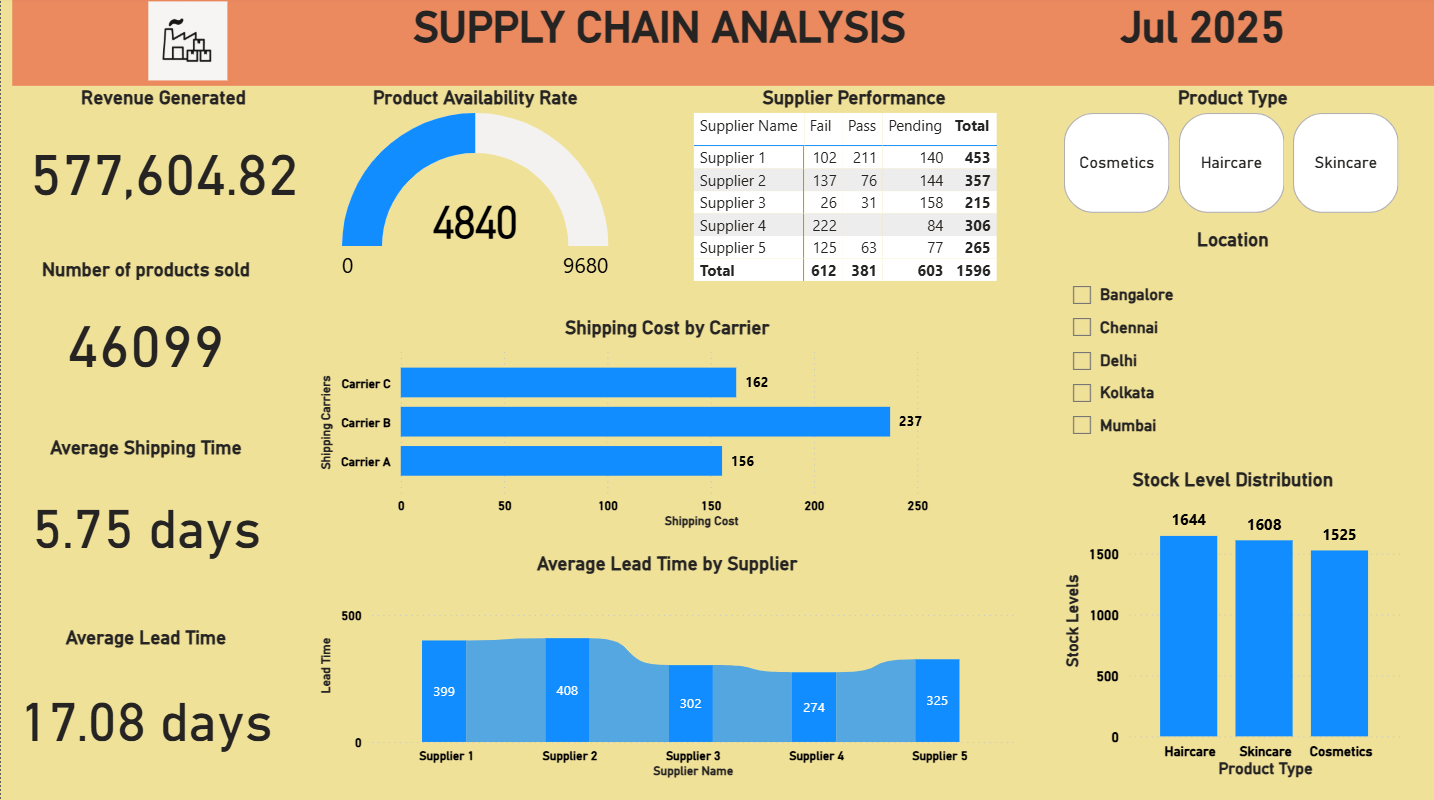 SUPPLY CHAIN ANALYSIS
Jul 2025
Revenue Generated
577,604.82
Number of products sold
46099
Average Shipping Time
5.75 days
Average Lead Time
17.08 days
Product Availability Rate
4840
0 9680
Supplier Performance
Supplier Name Fail Pass Pending Total
Supplier 1 102 211 140 453
Supplier 2 137 76 144 357
Supplier 3 26 31 158 215
Supplier 4 222 84 306
Supplier 5 125 63 77 265
Total 612 381 603 1596
Shipping Cost by Carrier
Shipping Carriers
Carrier C 162
Carrier B 237
Carrier A 156
0 50 100 150 200 250
Shipping Cost
Average Lead Time by Supplier
Lead Time
500
399 408 302 274 325
0
Supplier 1 Supplier 2 Supplier 3 Supplier 4 Supplier 5
Supplier Name
Product Type
Cosmetics Haircare Skincare
Location
Bangalore
Chennai
Delhi
Kolkata
Mumbai
Stock Level Distribution
Stock Levels
1644 1608 1525
1500
1000
500
0
Haircare Skincare Cosmetics
Product Type